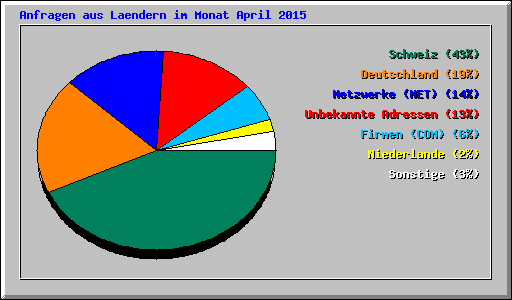 Anfragen aus Laendern im Monat April 2015
Schweiz (43%)
Deutschland (19%)
Netzwerke (NET) (14%)
Unbekannte Adressen (13%)
Firmen (COM) (6%)
Niederlande (2%)
Sonstige (3%)